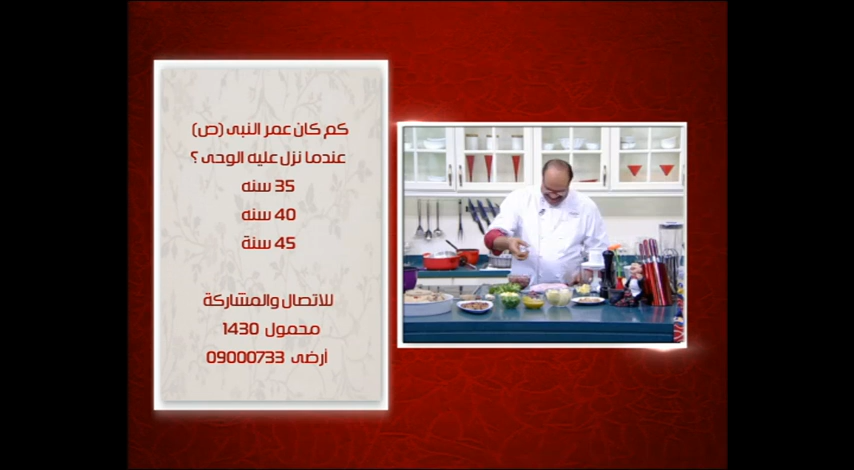 كم كان عمر النبى (ص)
عندما نزل عليه الوحى ؟
35 سنه
40 سنه
45 سنة
للاتصال والمشاركة
محمول 1430
أرضى 09000733